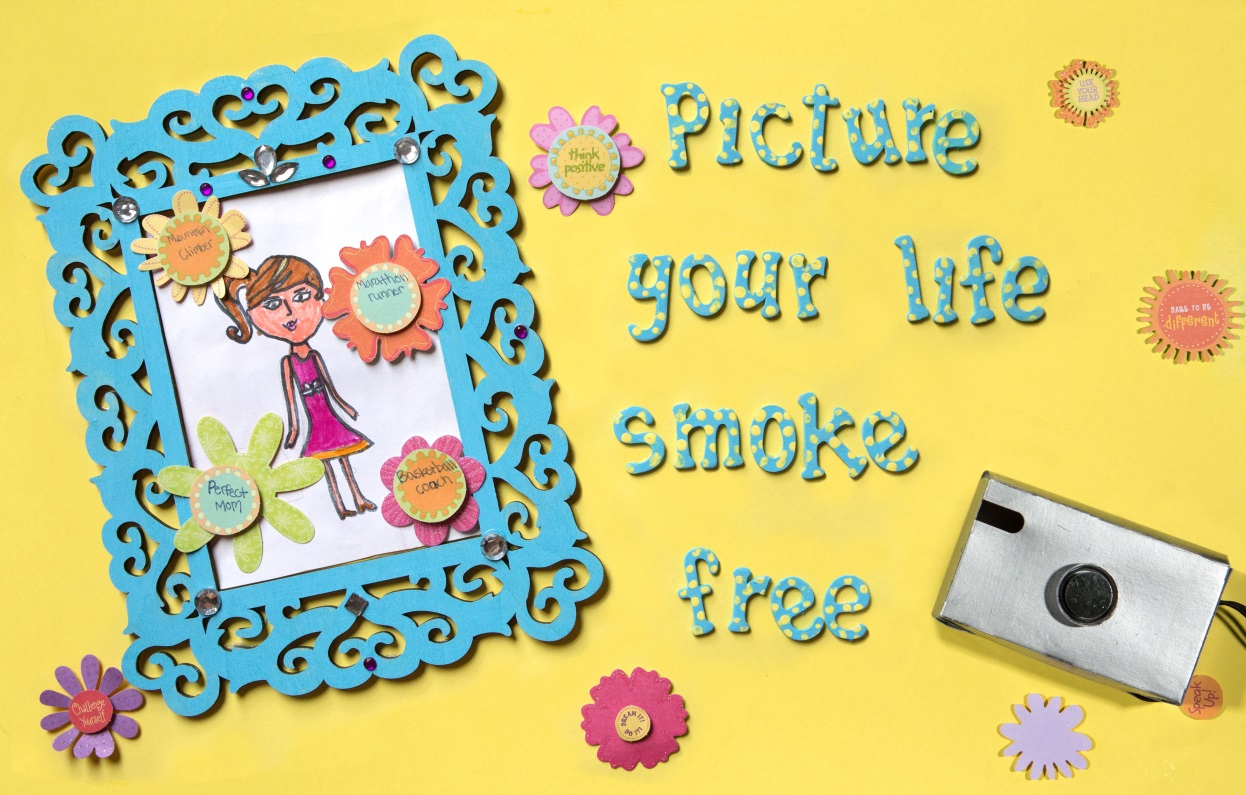 Picture
your life
smoke
free
think
positive
USE
YOUR
HEAD
DARE TO BE
different
Mountain
Climber
Marathon
runner
Perfect
Mom
Basketball
coach
Challenge
Yourself
DREAM IT!
DO IT!
Speak
Up!